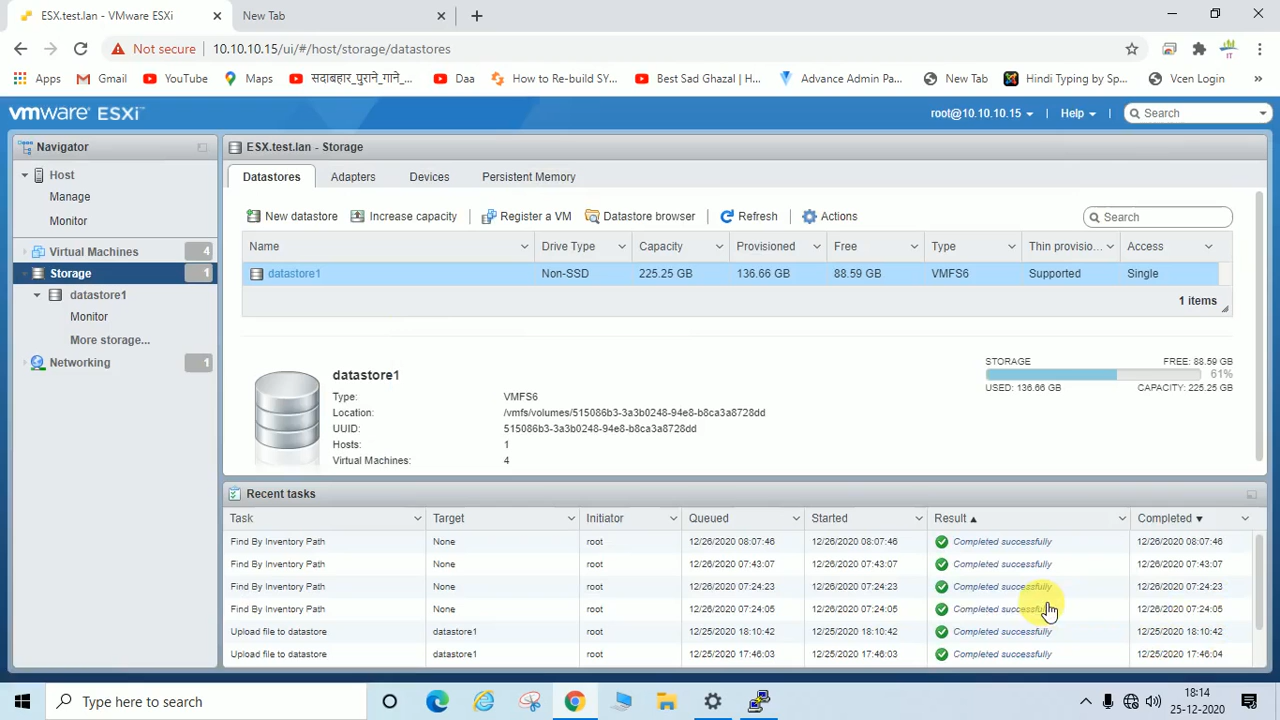 ESX.test.lan - VMware ESXi
New Tab
Not secure 10.10.10.15/ui/#/host/storage/datastores
Apps Gmail YouTube Maps सदाबहार_पुराने_गाने_... Daa How to Re-build SY... Best Sad Ghazal | H... Advance Admin Pa... New Tab Hindi Typing by Sp... Vcen Login »
vmware ESXi™ root@10.10.10.15 Help Search
Navigator
Host
Manage
Monitor
Virtual Machines 4
Storage 1
datastore1
Monitor
More storage...
Networking 1
ESX.test.lan - Storage
Datastores Adapters Devices Persistent Memory
New datastore Increase capacity Register a VM Datastore browser Refresh Actions Search
Name Drive Type Capacity Provisioned Free Type Thin provisio... Access
datastore1 Non-SSD 225.25 GB 136.66 GB 88.59 GB VMFS6 Supported Single
1 items
datastore1
Type: VMFS6
Location: /vmfs/volumes/515086b3-3a3b0248-94e8-b8ca3a8728dd
UUID: 515086b3-3a3b0248-94e8-b8ca3a8728dd
Hosts: 1
Virtual Machines: 4
STORAGE FREE: 88.59 GB
61%
USED: 136.66 GB CAPACITY: 225.25 GB
Recent tasks
Task Target Initiator Queued Started Result Completed
Find By Inventory Path None root 12/26/2020 08:07:46 12/26/2020 08:07:46 Completed successfully 12/26/2020 08:07:46
Find By Inventory Path None root 12/26/2020 07:43:07 12/26/2020 07:43:07 Completed successfully 12/26/2020 07:43:07
Find By Inventory Path None root 12/26/2020 07:24:23 12/26/2020 07:24:23 Completed successfully 12/26/2020 07:24:23
Find By Inventory Path None root 12/26/2020 07:24:05 12/26/2020 07:24:05 Completed successfully 12/26/2020 07:24:05
Upload file to datastore datastore1 root 12/25/2020 18:10:42 12/25/2020 18:10:42 Completed successfully 12/25/2020 18:10:42
Upload file to datastore datastore1 root 12/25/2020 17:46:03 12/25/2020 17:46:03 Completed successfully 12/25/2020 17:46:04
Type here to search
18:14
25-12-2020